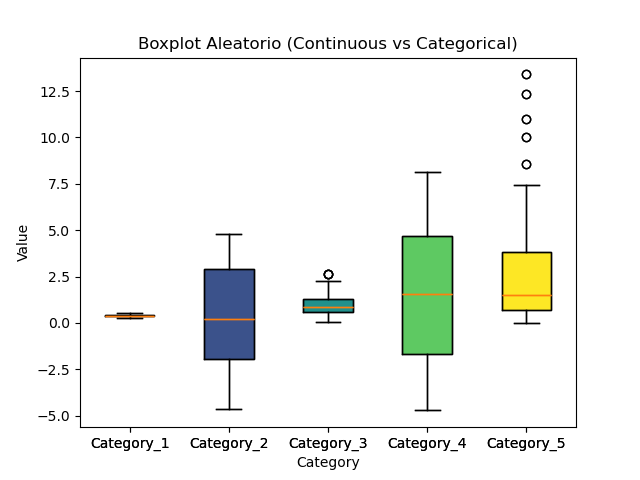 Boxplot Aleatorio (Continuous vs Categorical)
Value
12.5
10.0
7.5
5.0
2.5
0.0
−2.5
−5.0
Category_1 Category_2 Category_3 Category_4 Category_5
Category